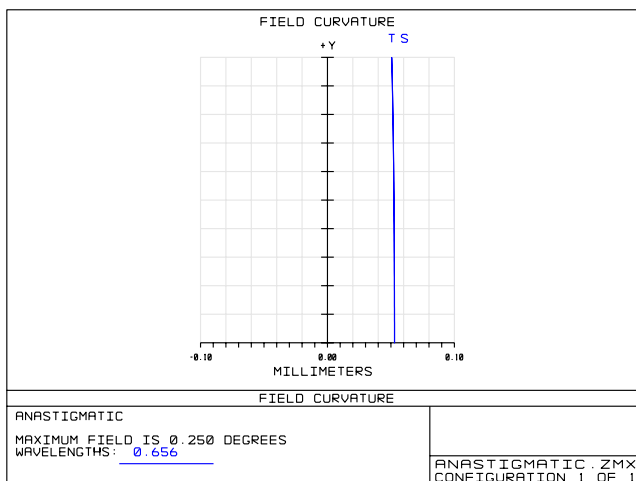 FIELD CURVATURE
T S
+Y
-0.10 0.00 0.10
MILLIMETERS
FIELD CURVATURE
ANASTIGMATIC
MAXIMUM FIELD IS 0.250 DEGREES
WAVELENGTHS: 0.656
ANASTIGMATIC.ZMX
CONFIGURATION 1 OF 1